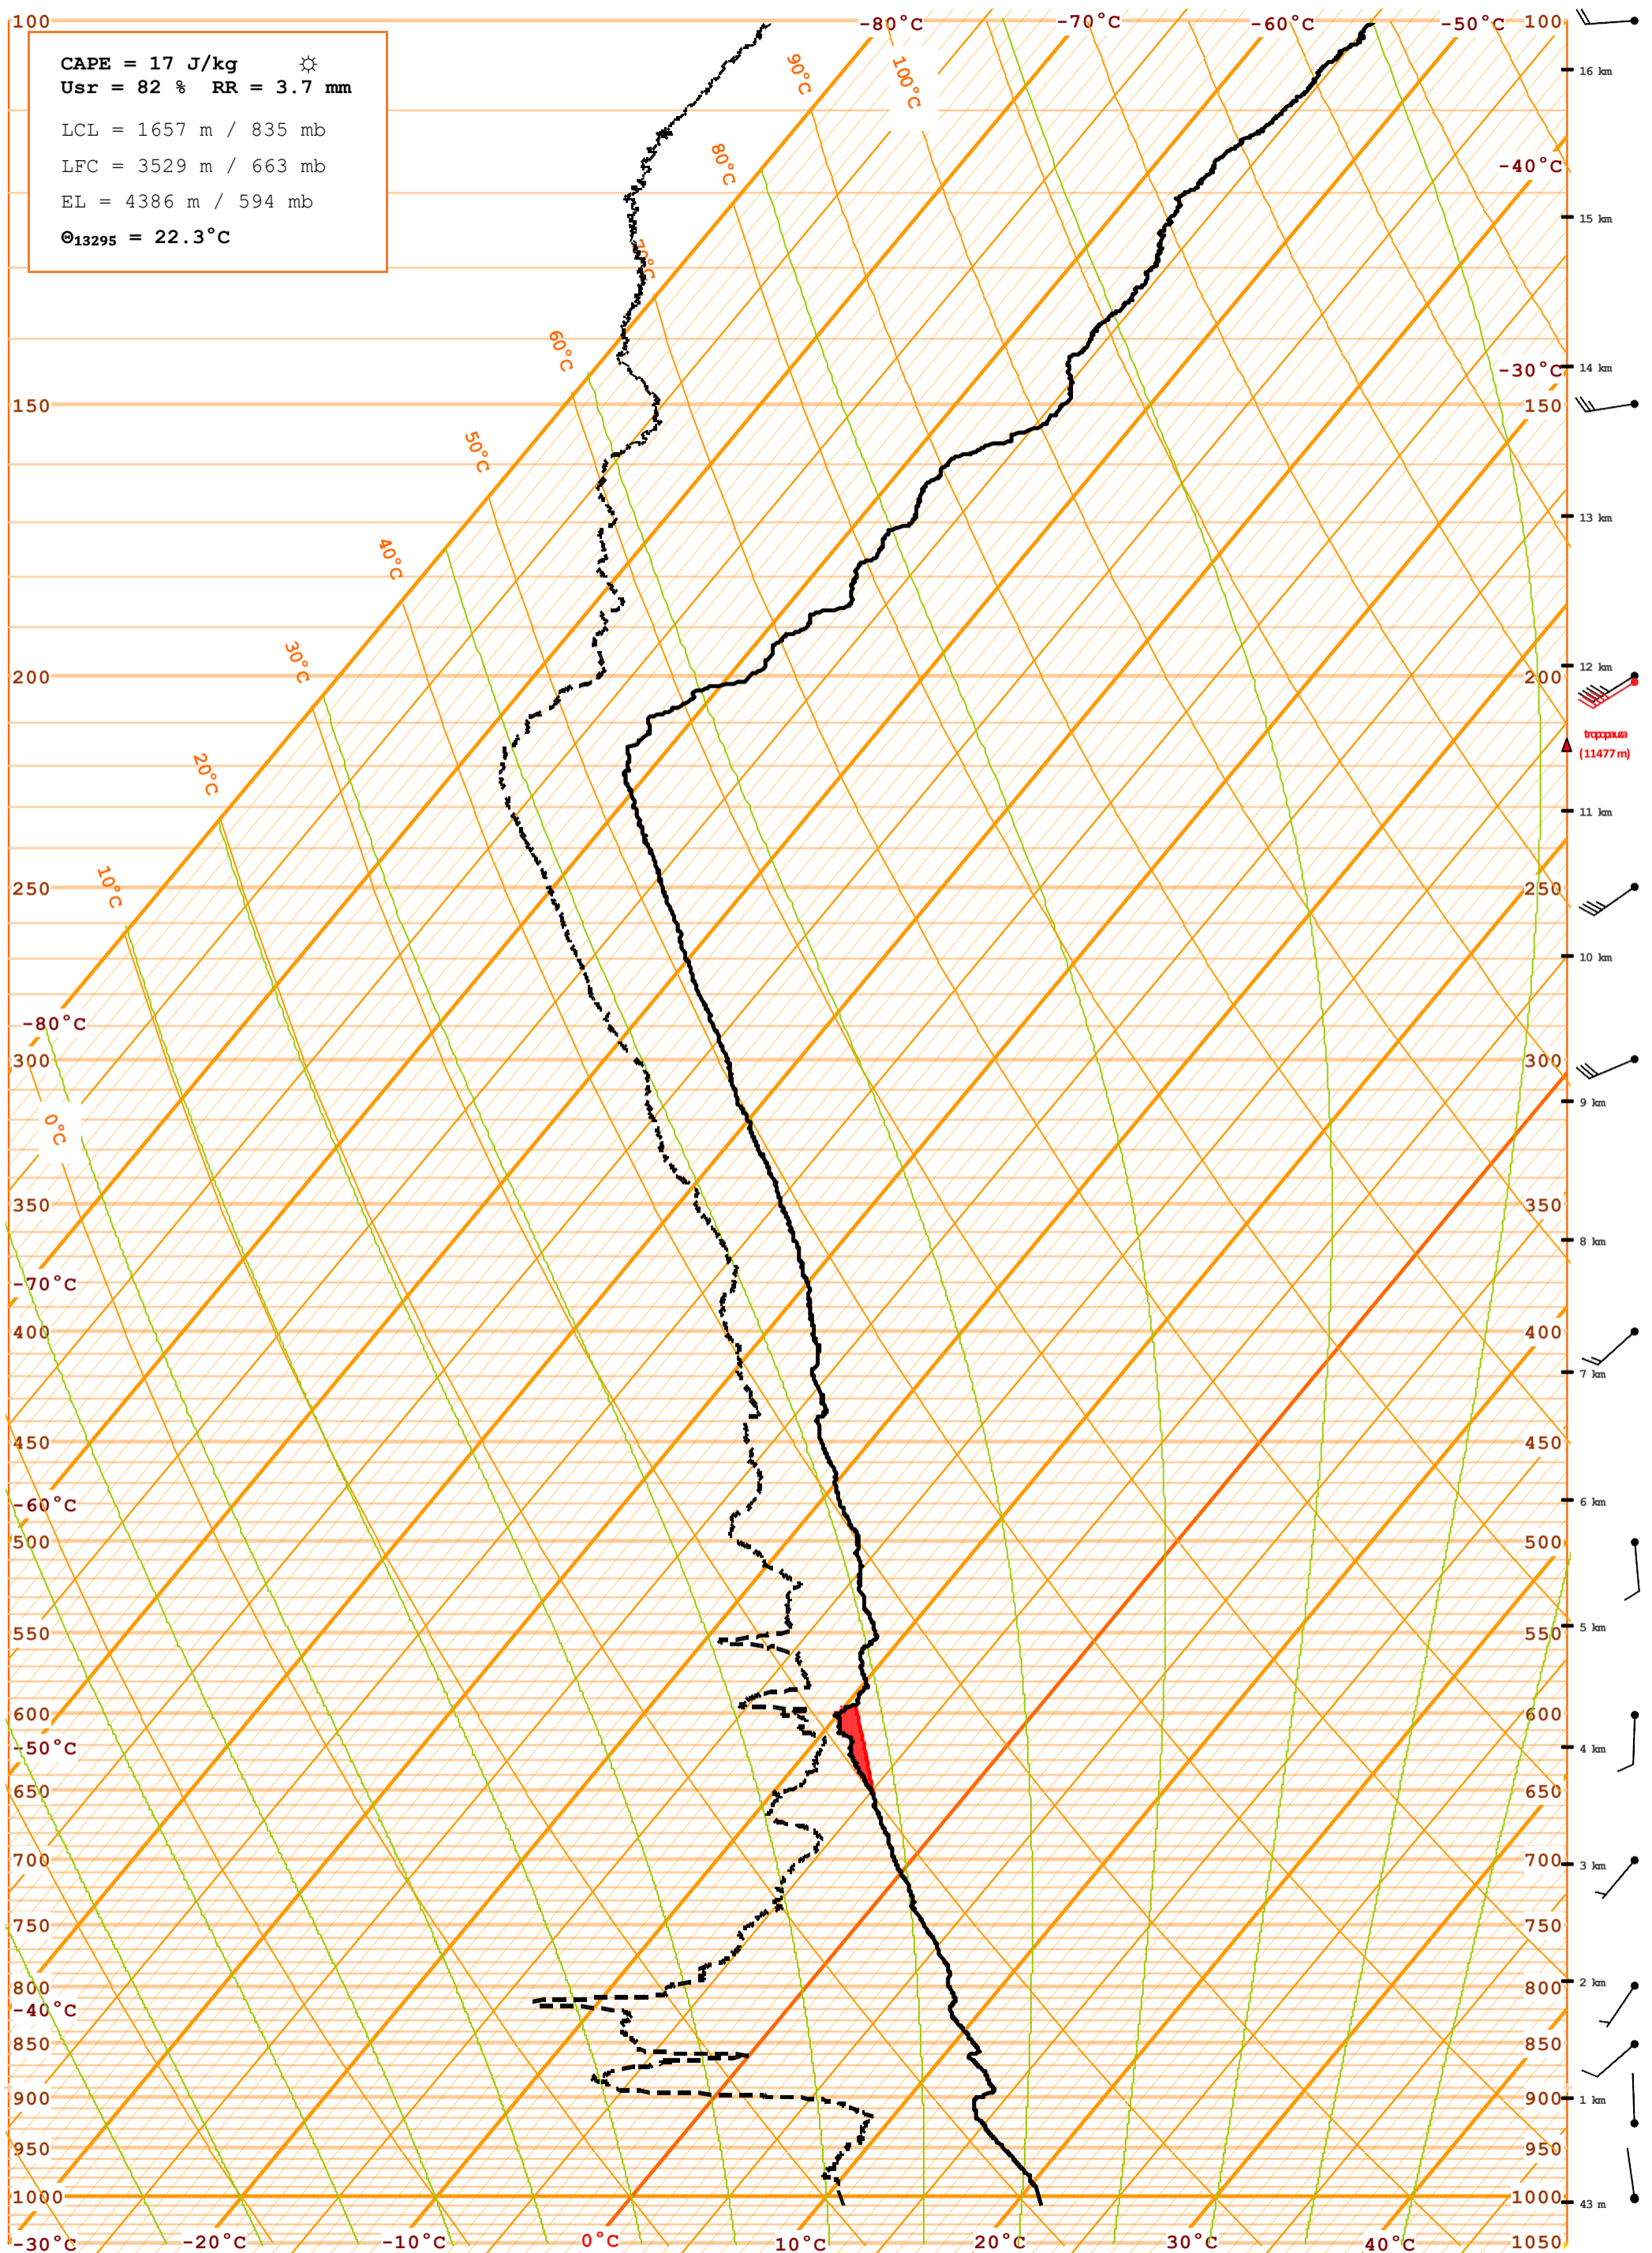 100 -80°C -70°C -60°C -50°C 100
CAPE = 17 J/kg ☼
Usr = 82 % RR = 3.7 mm
LCL = 1657 m / 835 mb
LFC = 3529 m / 663 mb
EL = 4386 m / 594 mb
Θ13295 = 22.3°C
90°C 100°C
16 km
80°C -40°C
15 km
70°C
60°C -30°C 14 km
150 150
50°C
13 km
40°C
30°C 12 km
200 200
tropopauza
(11477 m)
20°C
11 km
10°C 250 250
10 km
-80°C
300 300
9 km
0°C
350 350
8 km
-70°C
400 400
7 km
450 450
-60°C 6 km
500 500
550 550 5 km
600 600
-50°C 4 km
650 650
700 700 3 km
750 750
800 800 2 km
-40°C
850 850
900 900 1 km
950 950
1000 1000 43 m
-30°C -20°C -10°C 0°C 10°C 20°C 30°C 40°C 1050